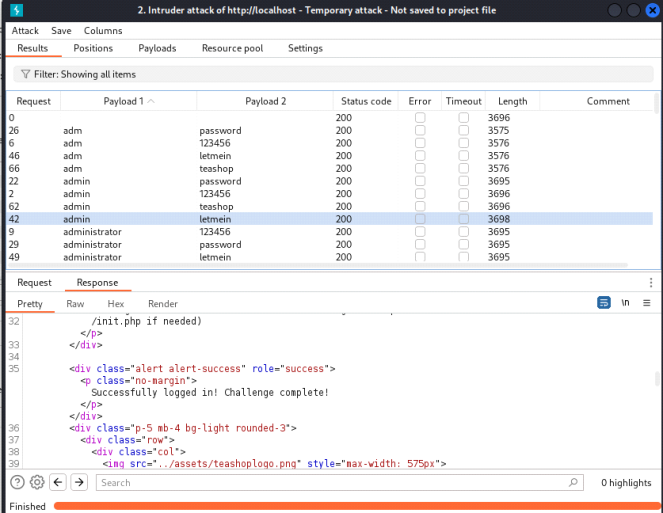 2. Intruder attack of http://localhost - Temporary attack - Not saved to project file
Attack Save Columns
Results Positions Payloads Resource pool Settings
Filter: Showing all items
Request Payload 1 Payload 2 Status code Error Timeout Length Comment
0 200 3696
26 adm password 200 3575
6 adm 123456 200 3576
46 adm letmein 200 3576
66 adm teashop 200 3576
22 admin password 200 3695
2 admin 123456 200 3696
62 admin teashop 200 3696
42 admin letmein 200 3698
9 administrator 123456 200 3695
29 administrator password 200 3695
49 administrator letmein 200 3695
Request Response
Pretty Raw Hex Render
\n
32 /init.php if needed)
</p>
33 </div>
34
35 <div class="alert alert-success" role="success">
<p class="no-margin">
Successfully logged in! Challenge complete!
</p>
</div>
36 <div class="p-5 mb-4 bg-light rounded-3">
37 <div class="row">
38 <div class="col">
39 <img src="../assets/teashoplogo.png" style="max-width: 575px">
Search 0 highlights
Finished